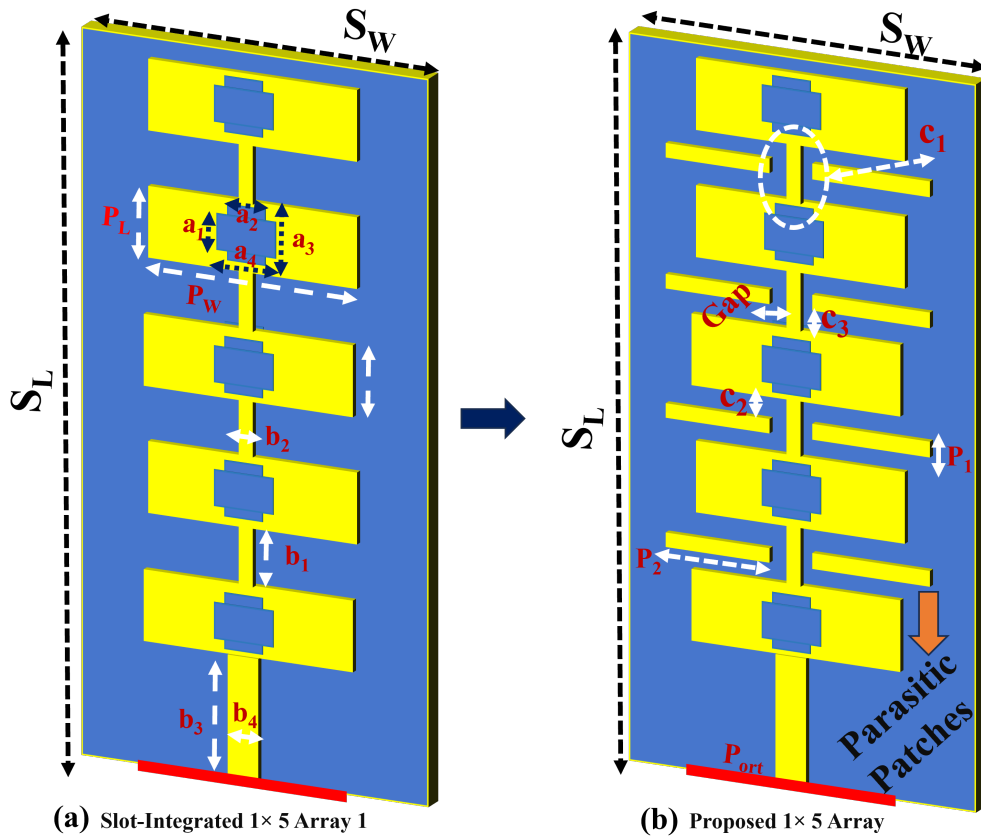 S_W
S_L
P_L
a_1
a_2
a_3
a_4
P_W
b_2
b_1
b_3
b_4
(a) Slot-Integrated 1× 5 Array 1
S_W
S_L
c_1
Gap
c_3
c_2
P_1
P_2
P_ort
Parasitic
Patches
(b) Proposed 1× 5 Array